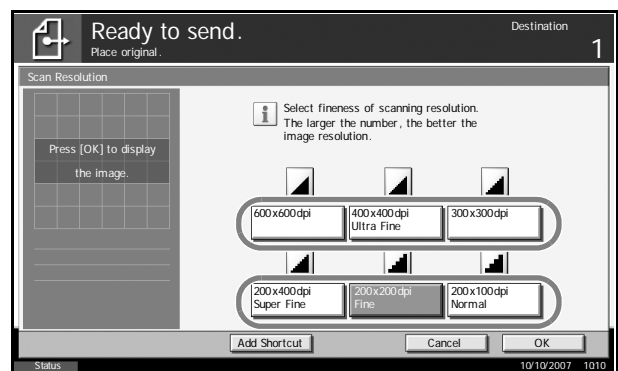 Ready to send.
Destination
Place original.
1
Scan Resolution
Select fineness of scanning resolution.
The larger the number, the better the
image resolution.
Press [OK] to display
the image.
600x600dpi
400x400dpi
Ultra Fine
300x300dpi
200x400dpi
Super Fine
200x200dpi
Fine
200x100dpi
Normal
Add Shortcut
Cancel
OK
Status
10/10/2007 1010